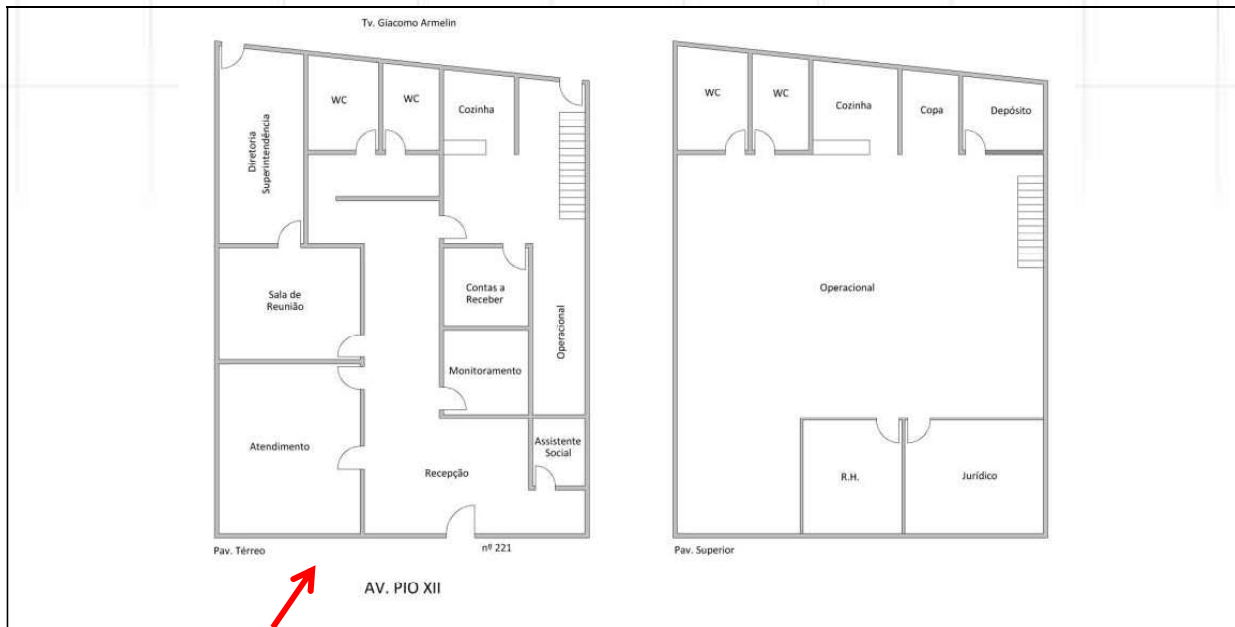 Tv. Giacomo Armelin
WC
WC
Cozinha
Diretoria
Superintendência
Sala de
Reunião
Contas a
Receber
Operacional
Monitoramento
Atendimento
Assistente
Social
Recepção
Pav. Térreo
nº 221
AV. PIO XII
WC
WC
Cozinha
Copa
Depósito
Operacional
R.H.
Jurídico
Pav. Superior